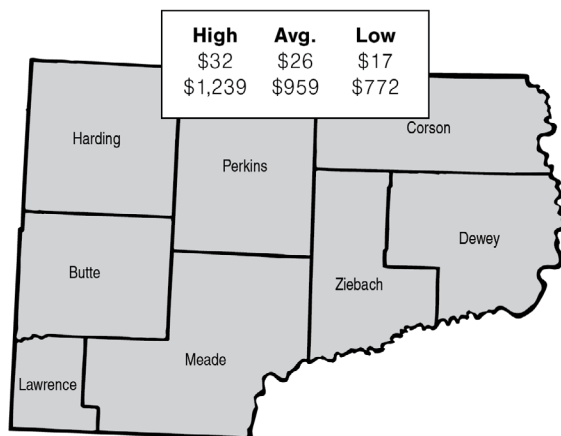 High Avg. Low
$32 $26 $17
$1,239 $959 $772
Harding
Perkins
Corson
Butte
Dewey
Ziebach
Meade
Lawrence